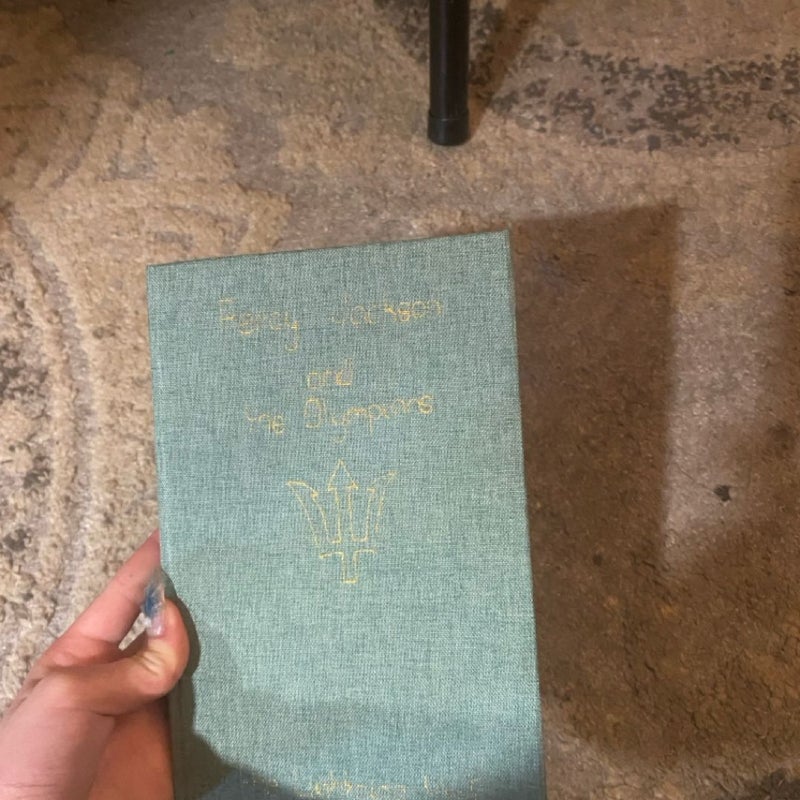 Percy Jackson
and
the Olympians